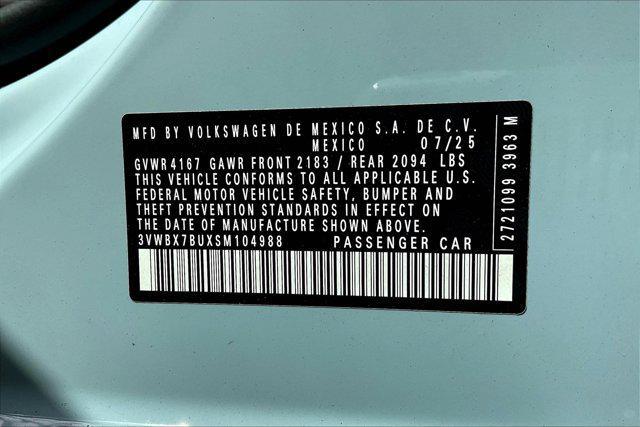 MFD BY VOLKSWAGEN DE MEXICO S.A. DE C.V.
MEXICO 07/25
GVWR 4167 GAWR FRONT 2183 / REAR 2094 LBS
THIS VEHICLE CONFORMS TO ALL APPLICABLE U.S.
FEDERAL MOTOR VEHICLE SAFETY, BUMPER AND
THEFT PREVENTION STANDARDS IN EFFECT ON
THE DATE OF MANUFACTURE SHOWN ABOVE.
3VWBX7BUXSM104988 PASSENGER CAR
2721099 3963 M